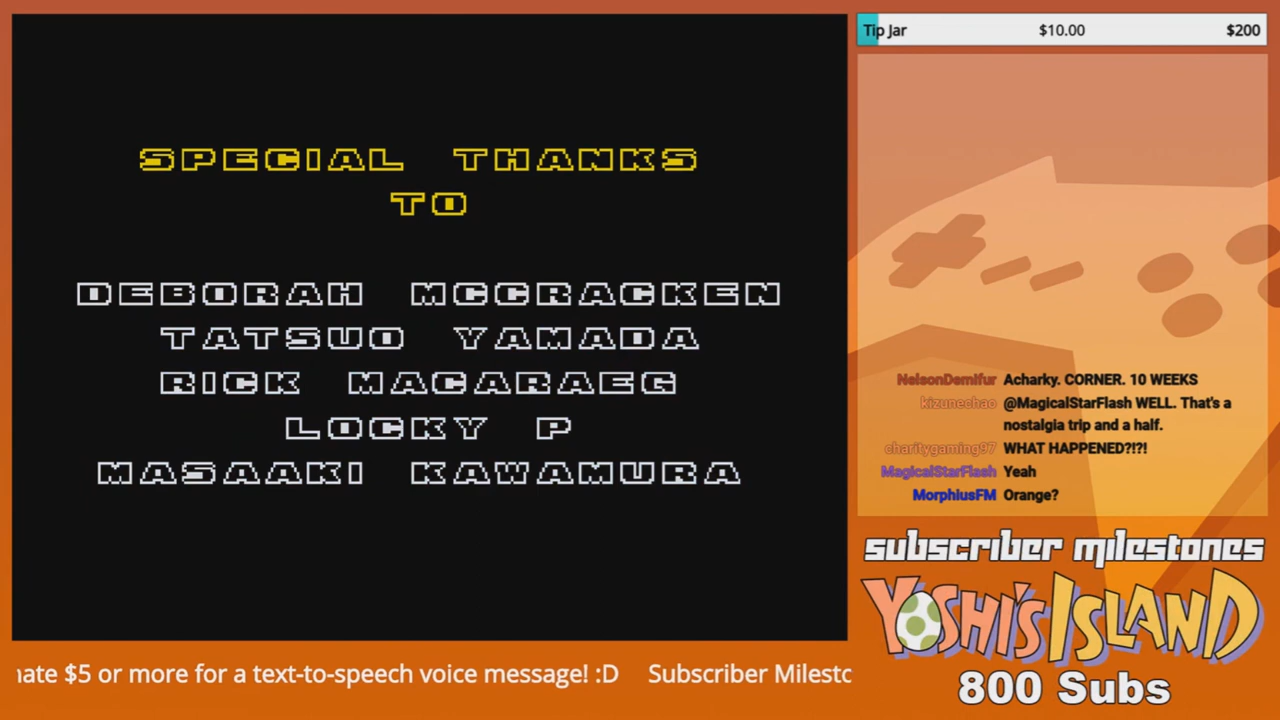 SPECIAL THANKS
TO
DEBORAH MCCRACKEN
TATSUO YAMADA
RICK MACARAEG
LOCKY P
MASAAKI KAWAMURA
Tip Jar $10.00 $200
NelsonDemifur Acharky. CORNER. 10 WEEKS
kizunechao @MagicalStarFlash WELL. That's a
nostalgia trip and a half.
charitygaming97 WHAT HAPPENED?!?!
MagicalStarFlash Yeah
MorphiusFM Orange?
subscriber milestones
YOSHI'S ISLAND
800 Subs
nate $5 or more for a text-to-speech voice message! :D Subscriber Milestc